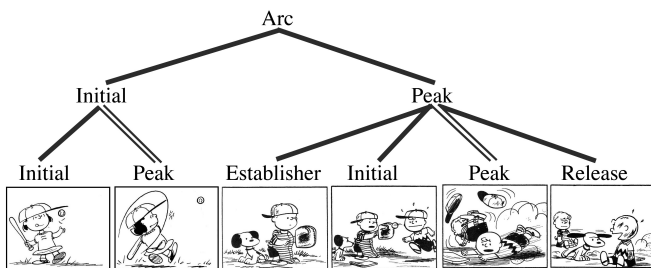 Arc
Initial Peak
Initial Peak Establisher Initial Peak Release